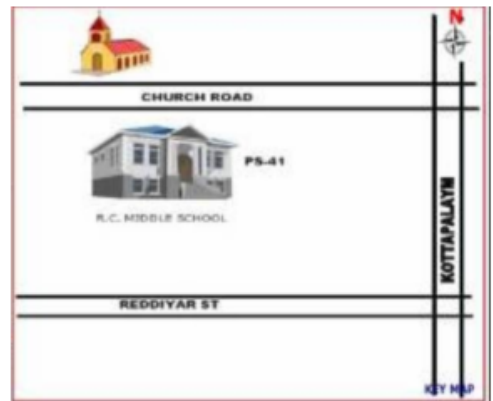 N
CHURCH ROAD
PS-41
R.C. MIDDLE SCHOOL
KOTTAPALAYM
REDDIYAR ST
KEY MAP